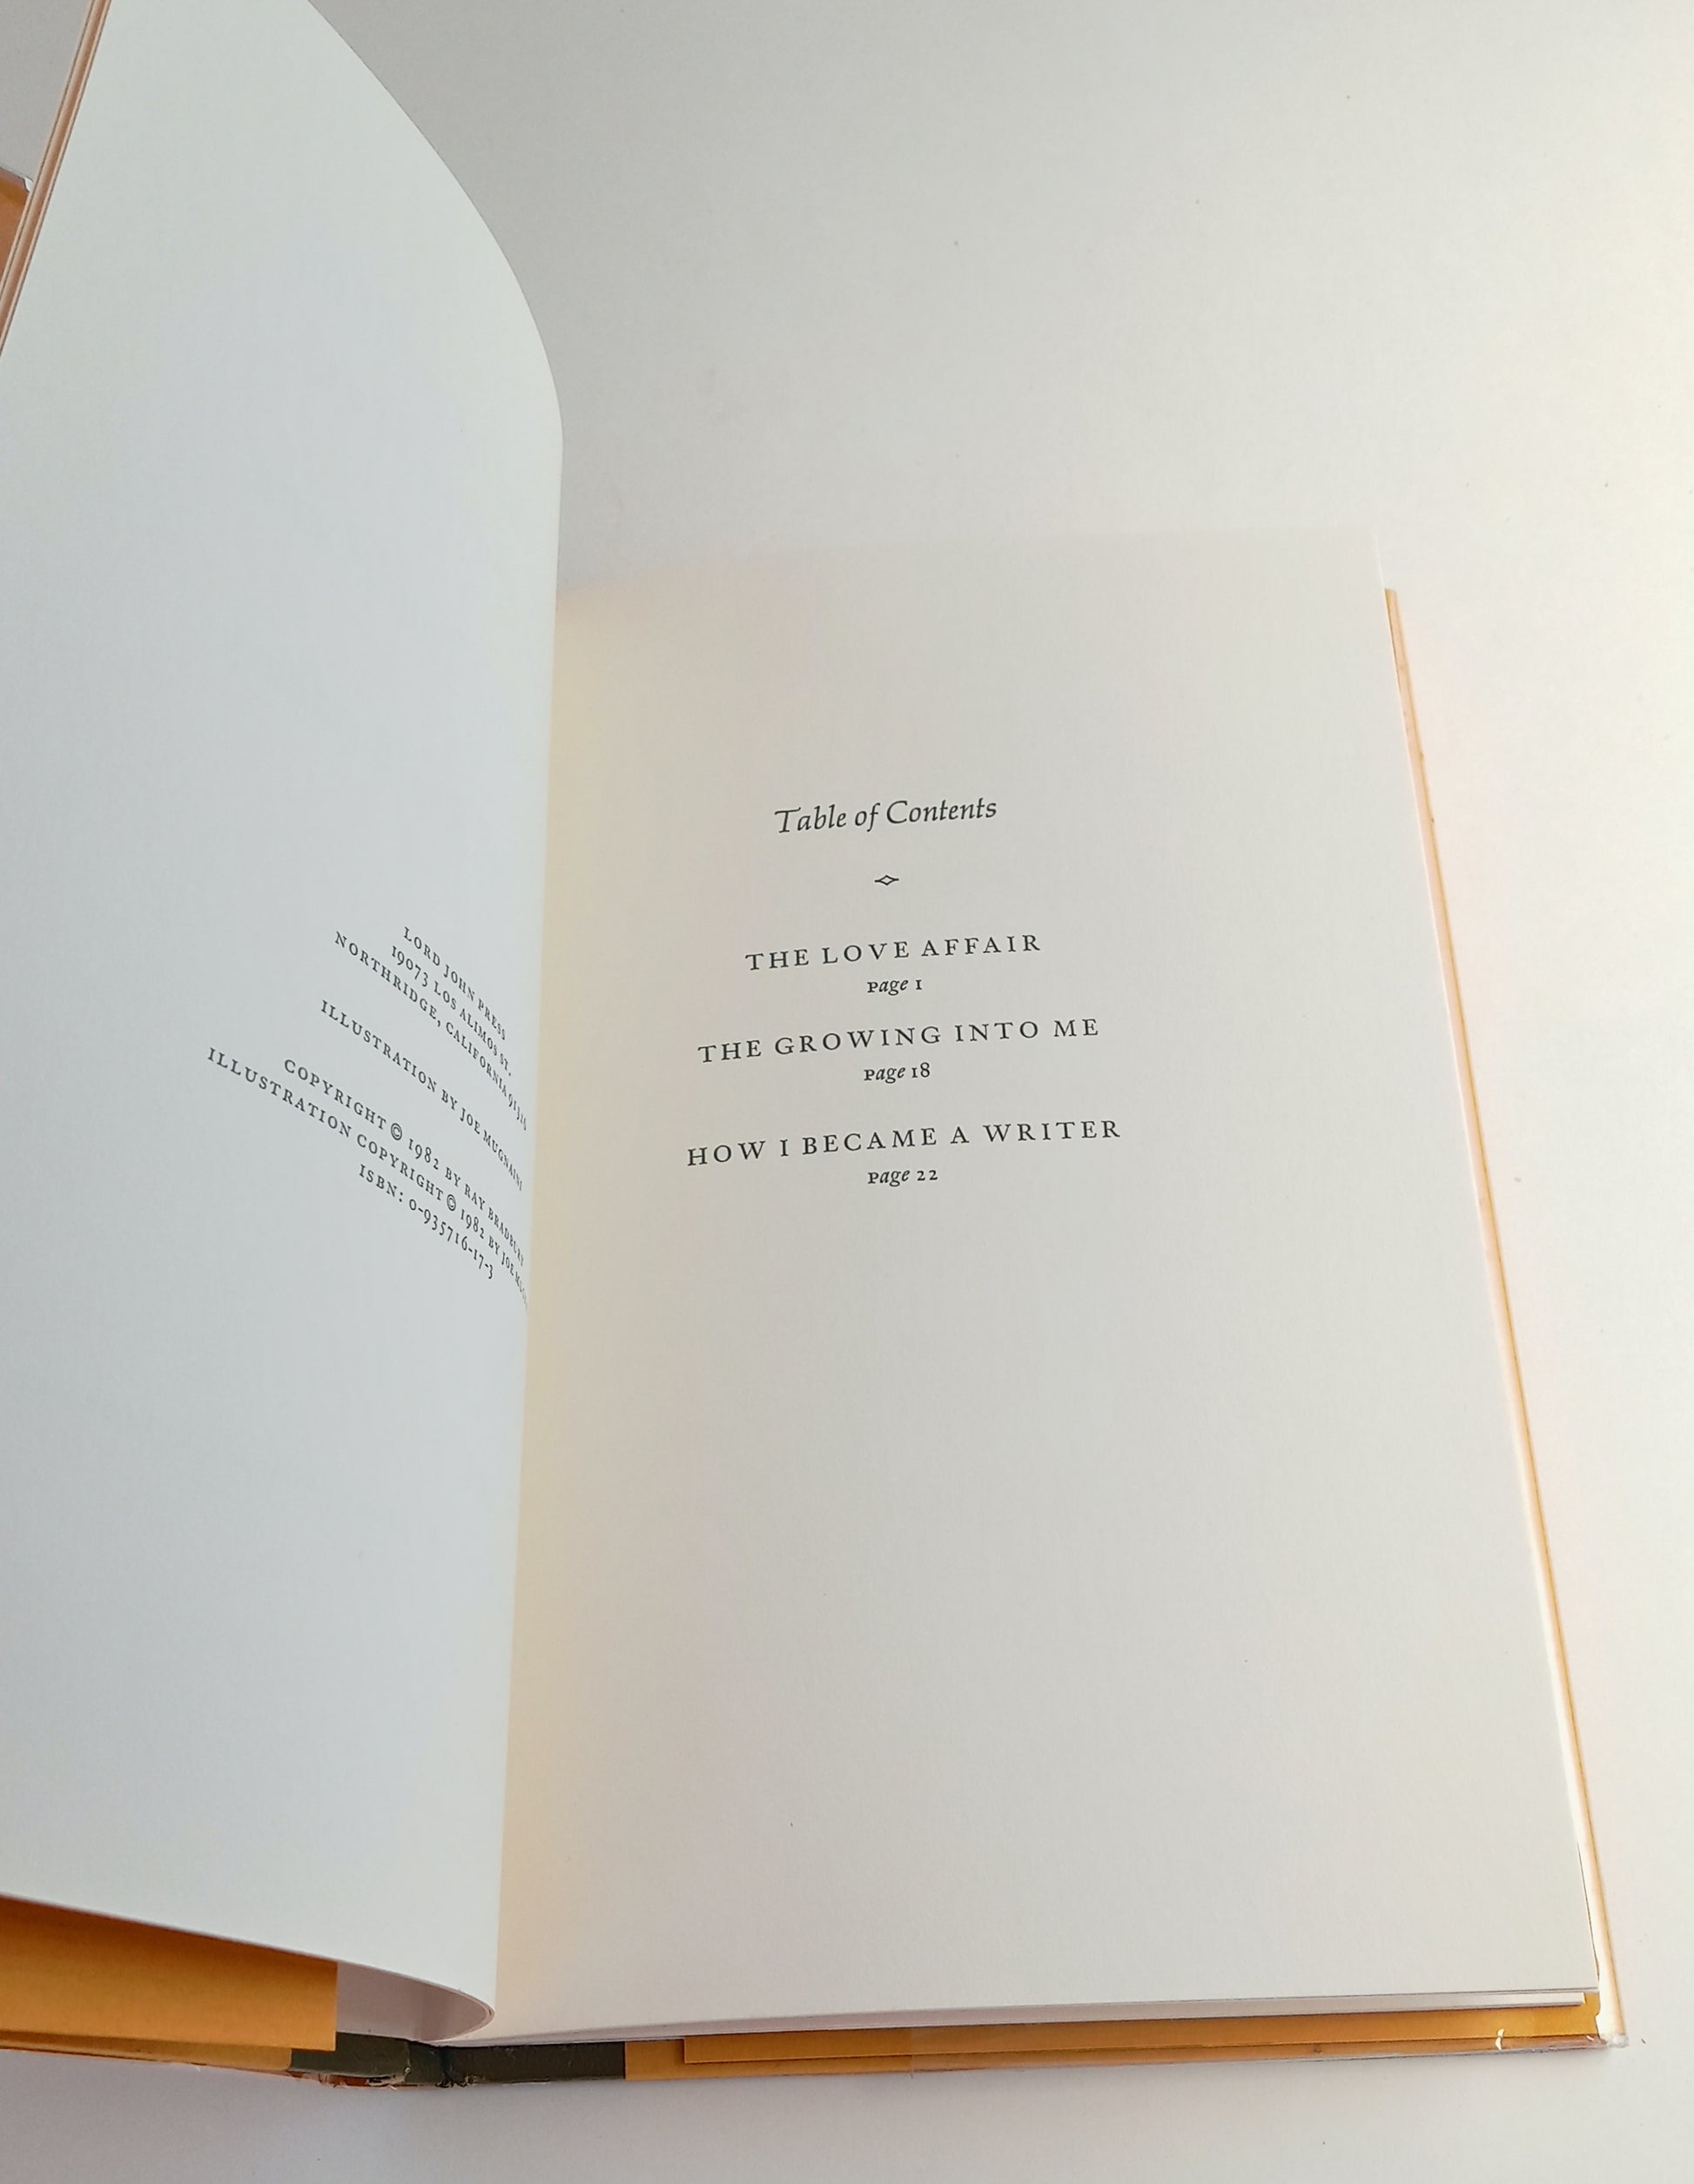 LORD JOHN PRESS
19073 LOS ALIMOS ST.
NORTHRIDGE, CALIFORNIA
ILLUSTRATION BY JOE MUGNAINI
COPYRIGHT © 1982 BY RAY BRADBURY
ILLUSTRATION COPYRIGHT © 1982 BY JOE
ISBN: 0-935716-17-3
Table of Contents
THE LOVE AFFAIR
page 1
THE GROWING INTO ME
page 18
HOW I BECAME A WRITER
page 22